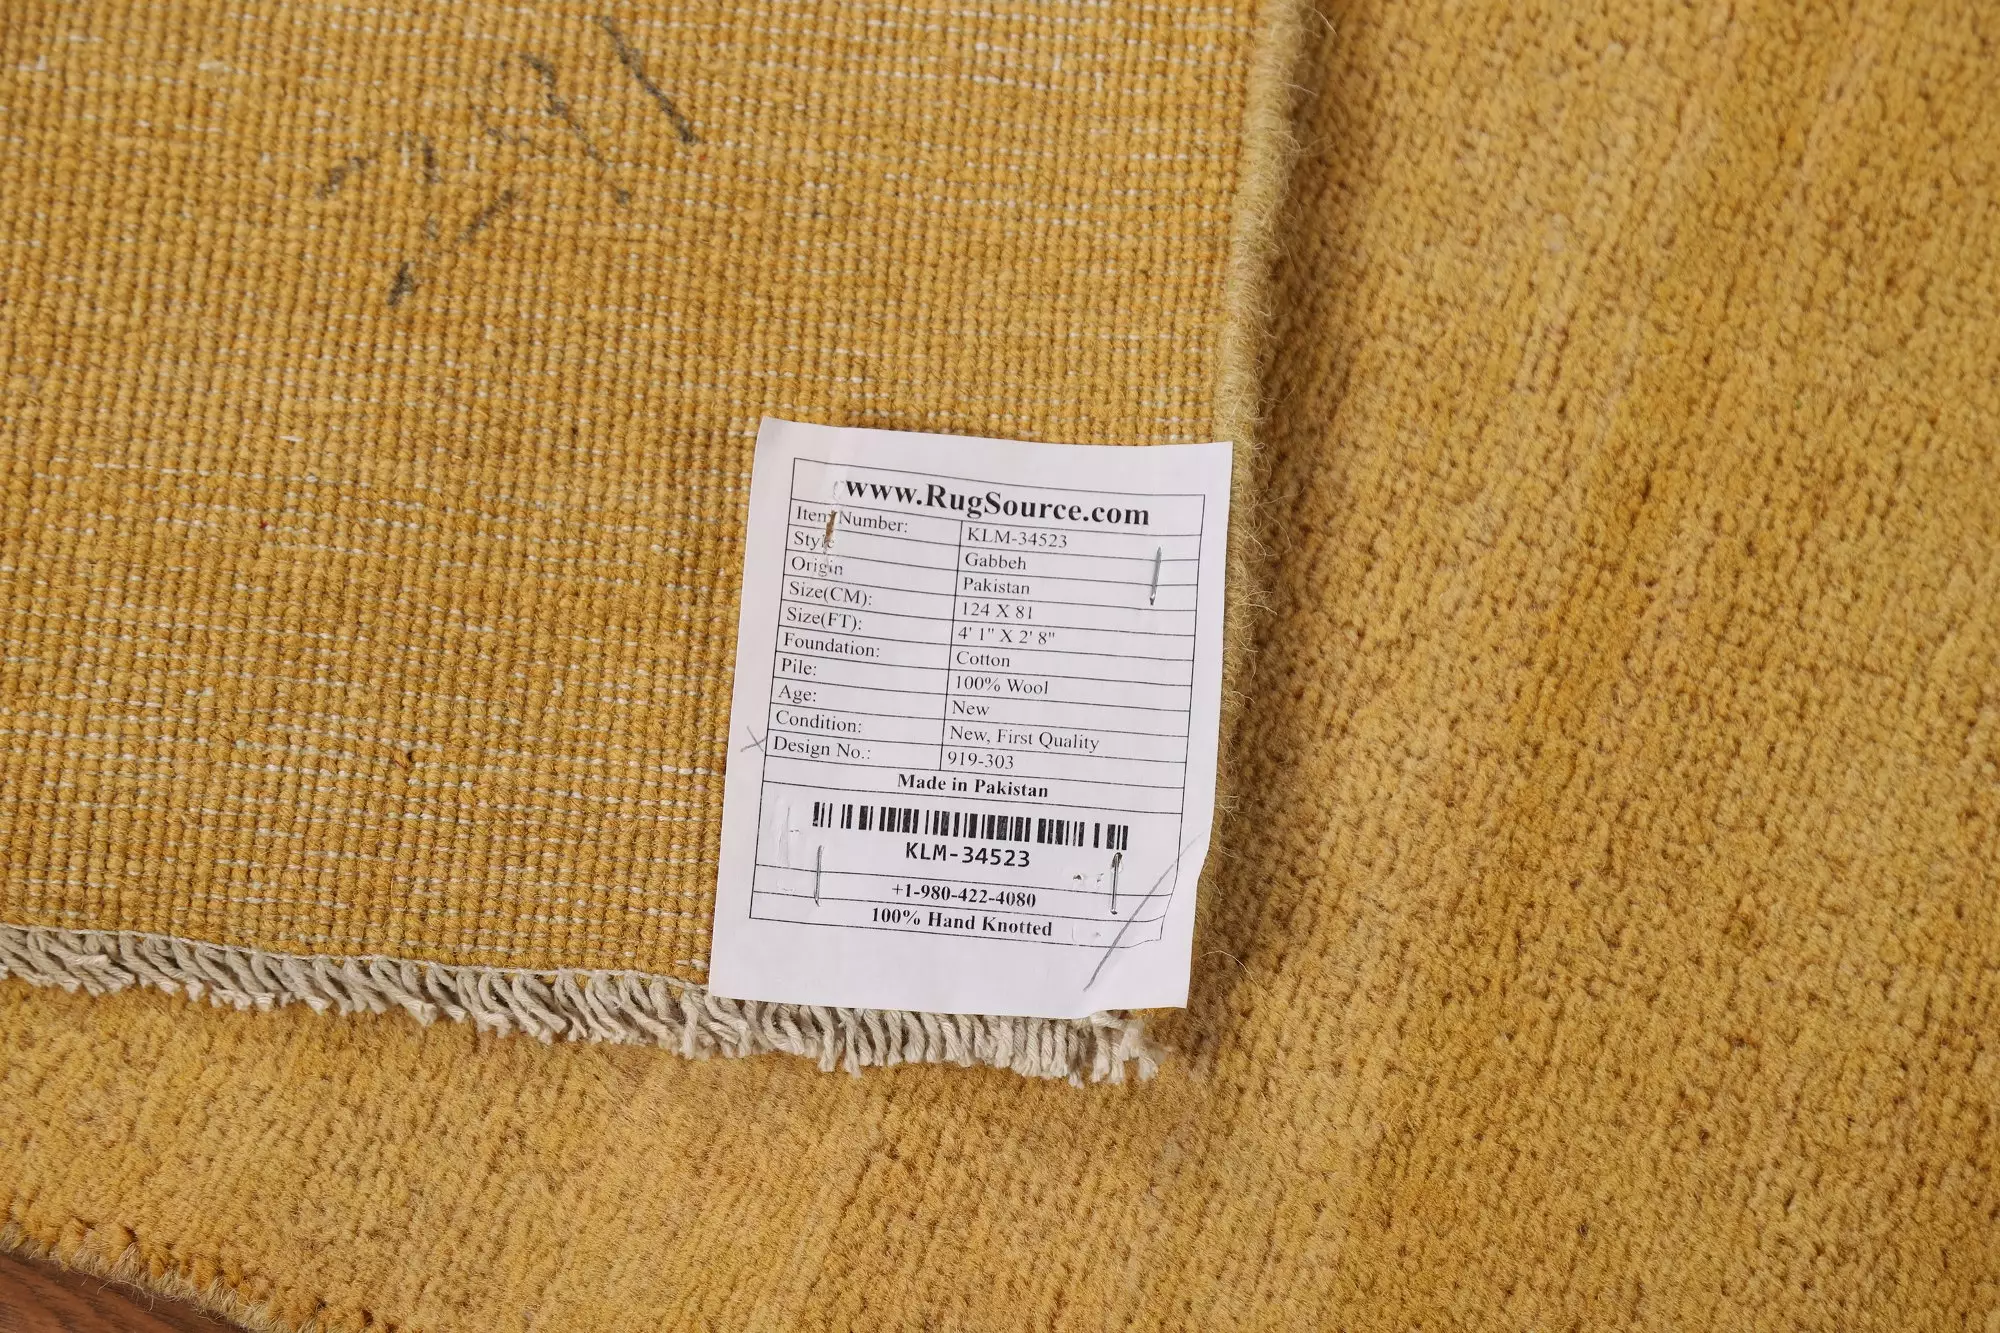 www.RugSource.com
Item Number: KLM-34523
Style Gabbeh
Origin Pakistan
Size(CM): 124 X 81
Size(FT): 4' 1" X 2' 8"
Foundation: Cotton
Pile: 100% Wool
Age: New
Condition: New, First Quality
Design No.: 919-303
Made in Pakistan
KLM-34523
+1-980-422-4080
100% Hand Knotted